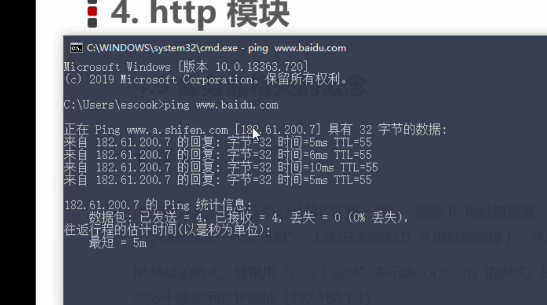 4. http 模块
C:\WINDOWS\system32\cmd.exe - ping www.baidu.com
Microsoft Windows [版本 10.0.18363.720]
(c) 2019 Microsoft Corporation。保留所有权利。
C:\Users\escook>ping www.baidu.com
正在 Ping www.a.shifen.com [182.61.200.7] 具有 32 字节的数据:
来自 182.61.200.7 的回复: 字节=32 时间=5ms TTL=55
来自 182.61.200.7 的回复: 字节=32 时间=6ms TTL=55
来自 182.61.200.7 的回复: 字节=32 时间=10ms TTL=55
来自 182.61.200.7 的回复: 字节=32 时间=5ms TTL=55
182.61.200.7 的 Ping 统计信息:
数据包: 已发送 = 4，已接收 = 4，丢失 = 0 (0% 丢失)，
往返行程的估计时间(以毫秒为单位):
最短 = 5m